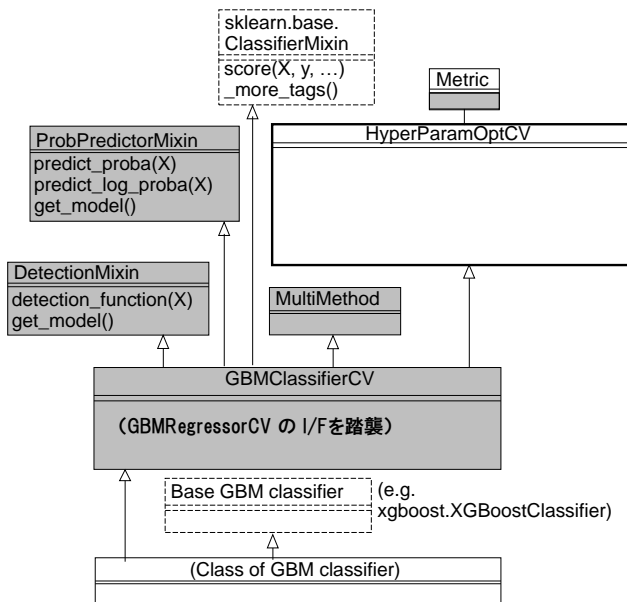 sklearn.base.
ClassifierMixin
score(X, y, …)
_more_tags()
Metric
HyperParamOptCV
ProbPredictorMixin
predict_proba(X)
predict_log_proba(X)
get_model()
DetectionMixin
detection_function(X)
get_model()
MultiMethod
GBMClassifierCV
（GBMRegressorCV の I/Fを踏襲）
Base GBM classifier
(e.g.
xgboost.XGBoostClassifier)
(Class of GBM classifier)